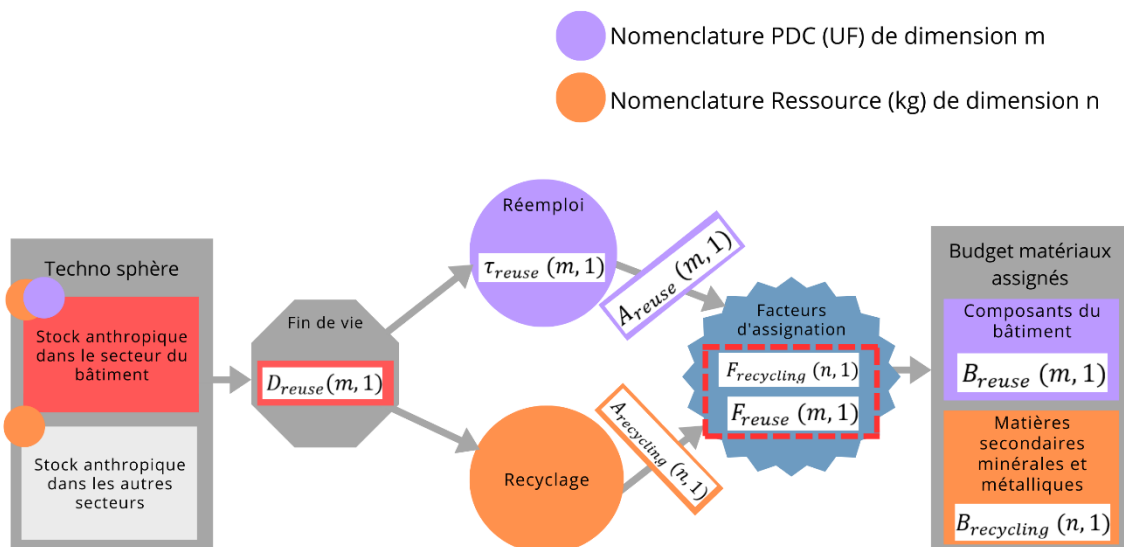 Nomenclature PDC (UF) de dimension m
Nomenclature Ressource (kg) de dimension n
Techno sphère
Stock anthropique
dans le secteur du
bâtiment
Stock anthropique
dans les autres
secteurs
Fin de vie
D_reuse(m, 1)
Réemploi
τ_reuse (m, 1)
A_reuse (m, 1)
Recyclage
A_recycling (n, 1)
Facteurs
d'assignation
F_recycling (n, 1)
F_reuse (m, 1)
Budget matériaux
assignés
Composants du
bâtiment
B_reuse (m, 1)
Matières
secondaires
minérales et
métalliques
B_recycling (n, 1)